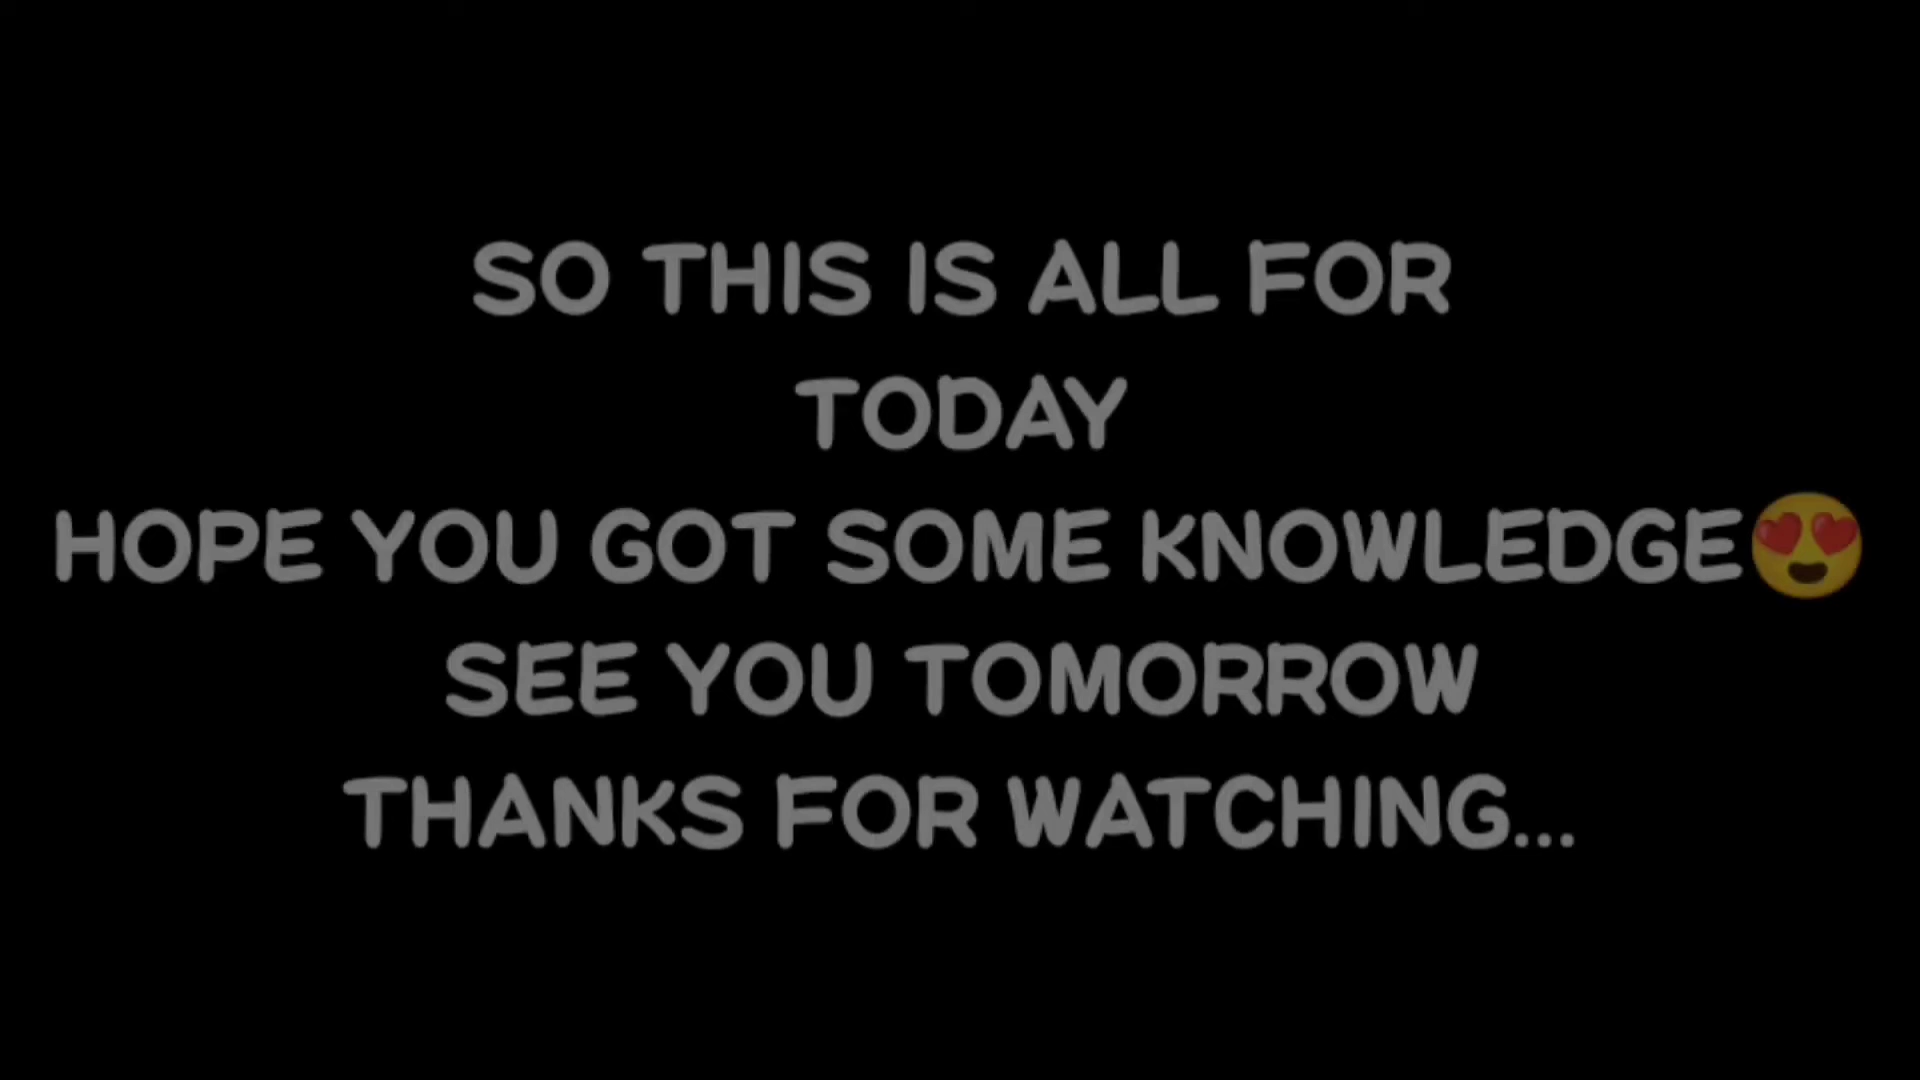 SO THIS IS ALL FOR
TODAY
HOPE YOU GOT SOME KNOWLEDGE😍
SEE YOU TOMORROW
THANKS FOR WATCHING...